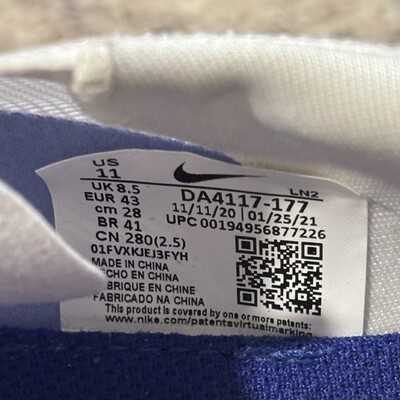 US
11
UK 8.5
EUR 43
cm 28
BR 41
CN 280(2.5)
01FVXKJEJ3FYH
MADE IN CHINA
HECHO EN CHINA
EN CHINA
FABRICADO NA CHINA
LN2
DA4117-177
11/11/20 | 01/25/21
UPC 00194956877226
This product is covered by one or more patents:
www.nike.com/patentsvirtualmarking